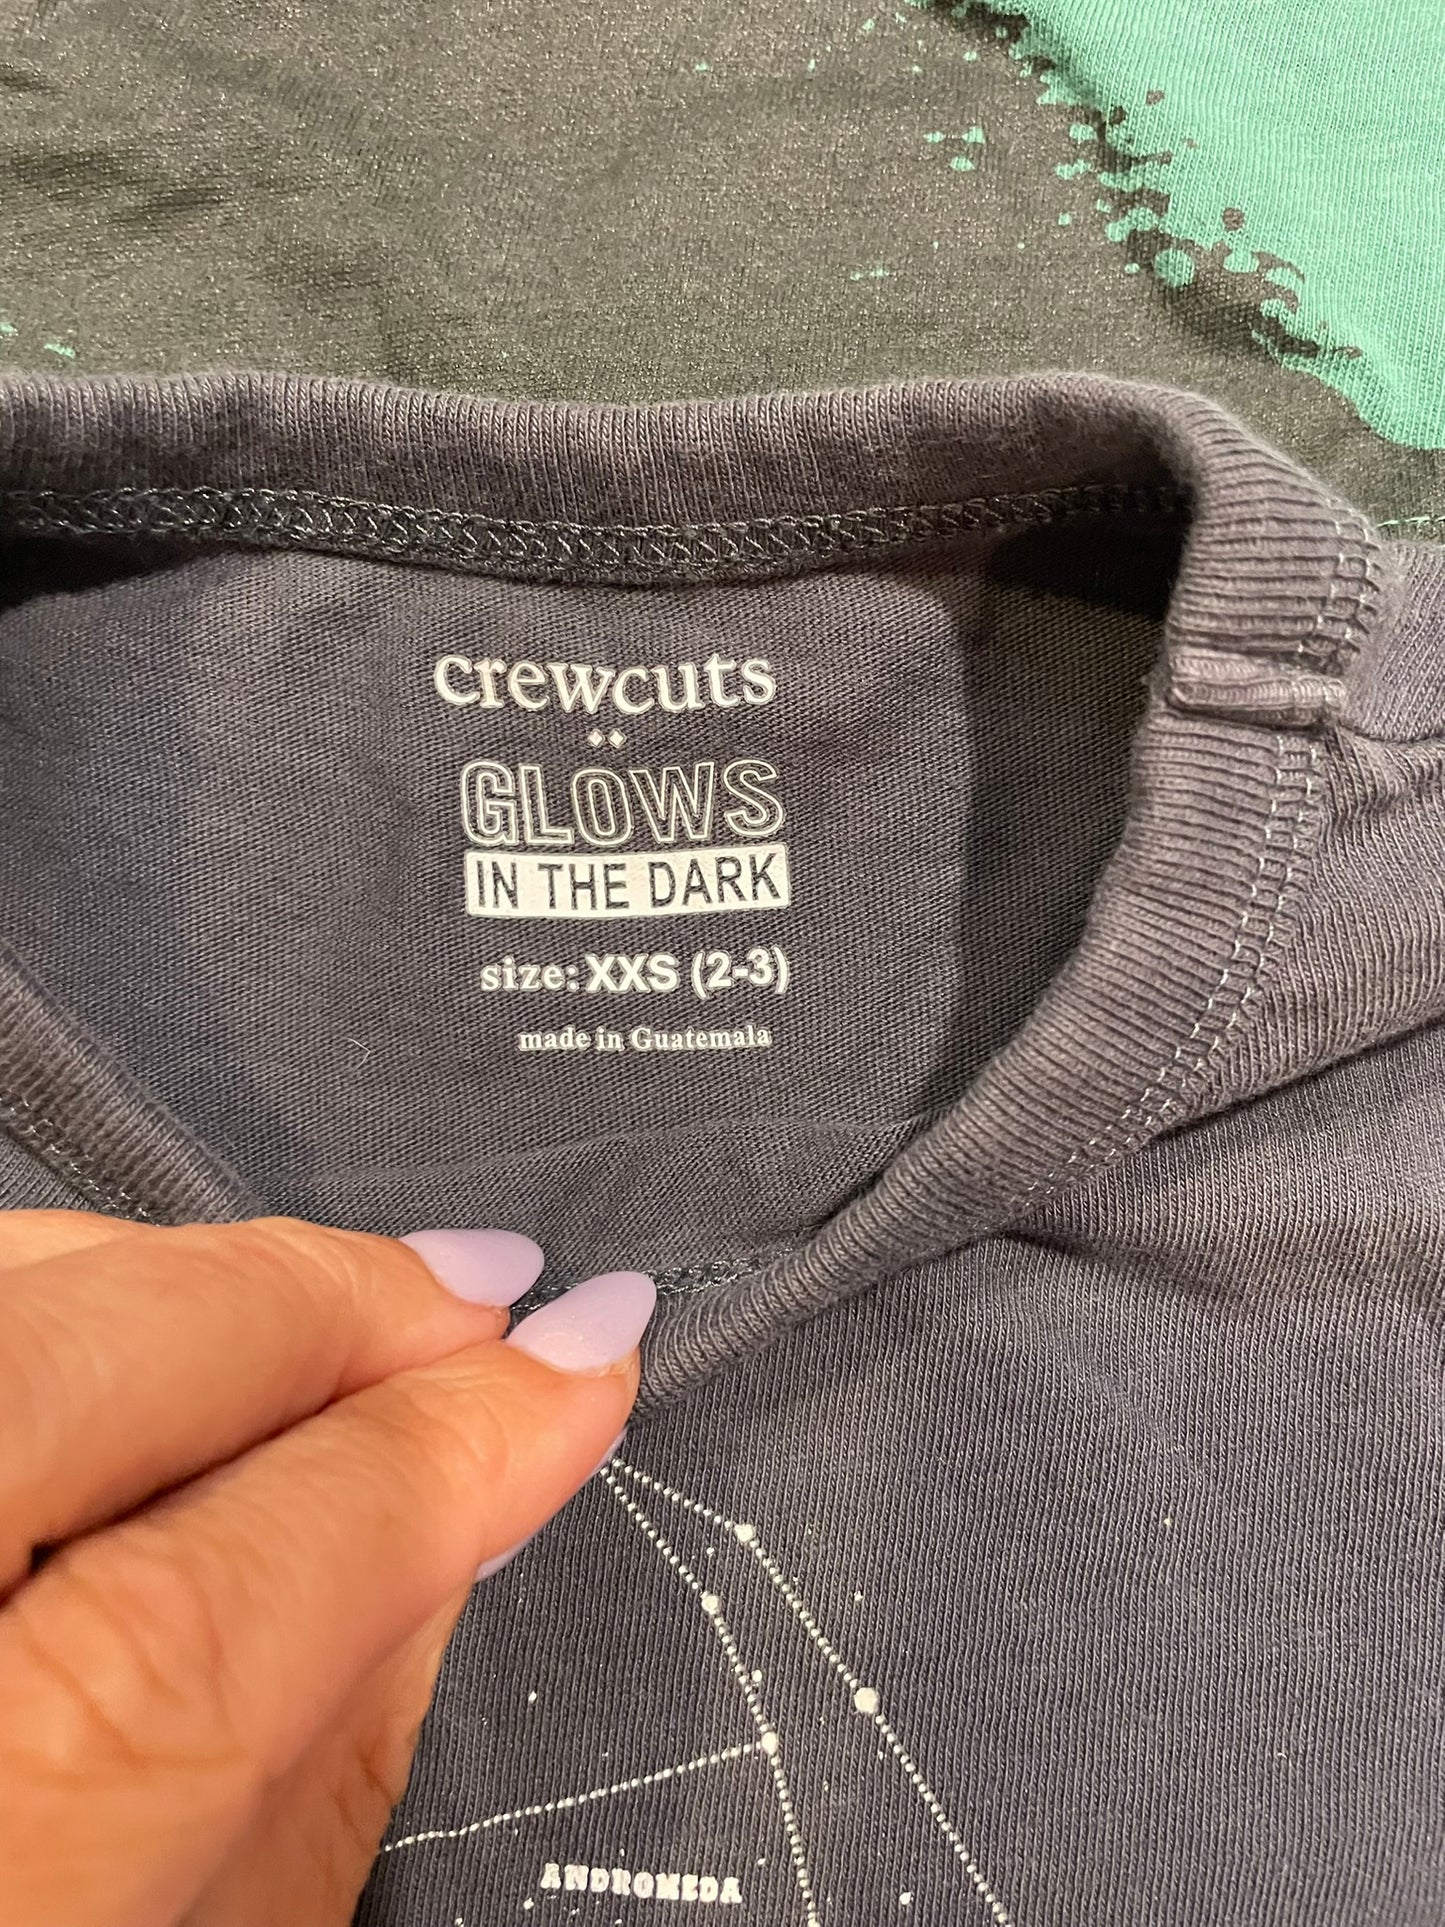 crewcuts
GLOWS
IN THE DARK
size: XXS (2-3)
made in Guatemala
ANDROMEDA